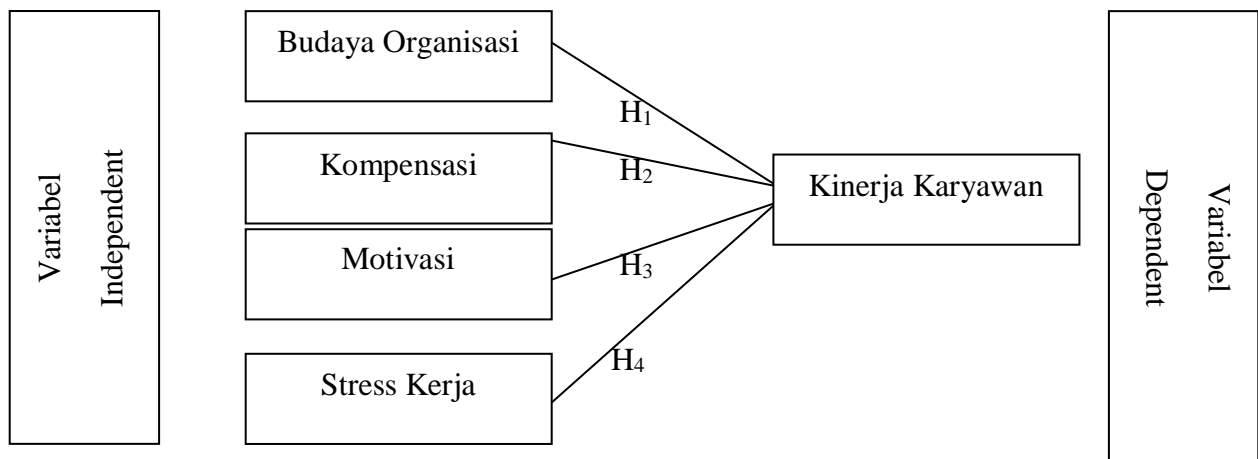 Variabel
Independent
Budaya Organisasi
Kompensasi
Motivasi
Stress Kerja
H1
H2
H3
H4
Kinerja Karyawan
Variabel
Dependent